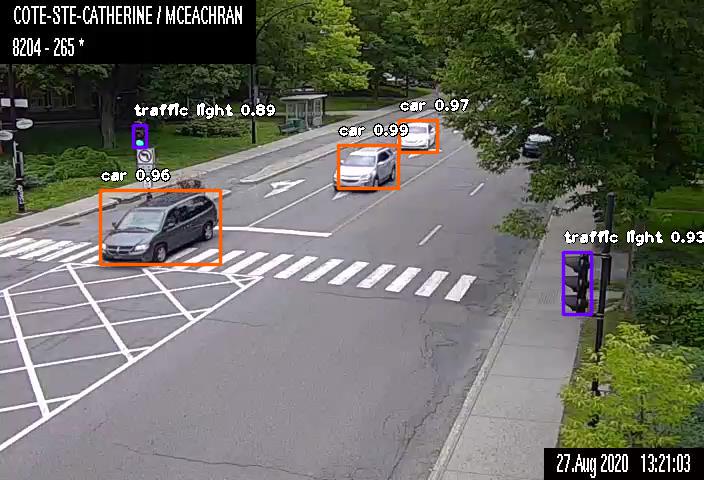 COTE-STE-CATHERINE / MCEACHRAN
8204 - 265 *
traffic light 0.89
car 0.97
car 0.99
car 0.96
traffic light 0.93
27.Aug 2020 13:21:03